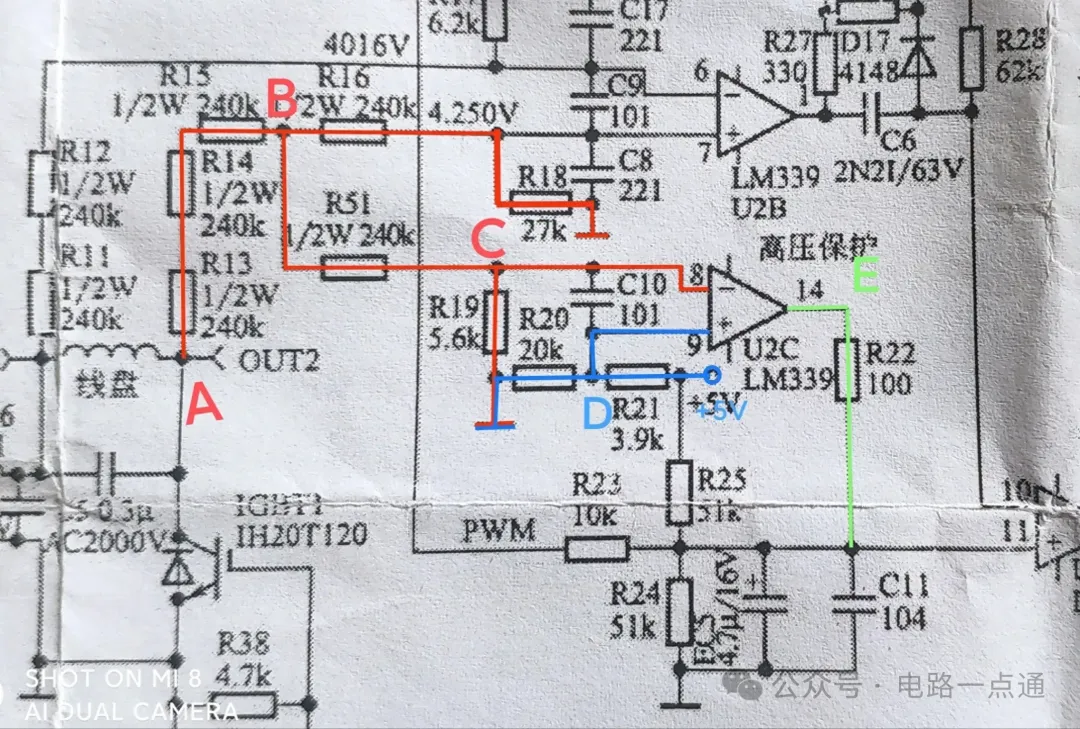 6.2k
C17
221
4016V
R15
1/2W 240k
B
R16
1/2W 240k
4.250V
C9
101
6
7
R27
330
D17
4148
R28
62k
1
C6
2N2I/63V
LM339
U2B
R12
1/2W
240k
R14
1/2W
240k
C8
221
R18
27k
R51
1/2W 240k
C
高压保护
E
R11
1/2W
240k
R13
1/2W
240k
C10
101
8
14
R19
5.6k
R20
20k
9
U2C
LM339
R22
100
OUT2
线盘
A
D
R21
3.9k
+5V
+5V
6
IGBT1
IH20T120
C5 0.3μ
AC2000V
R23
10k
R25
51k
10
11
PWM
R24
51k
EC5
4.7μ/16V
+
C11
104
R38
4.7k
SHOT ON MI 8
AI DUAL CAMERA
公众号 · 电路一点通